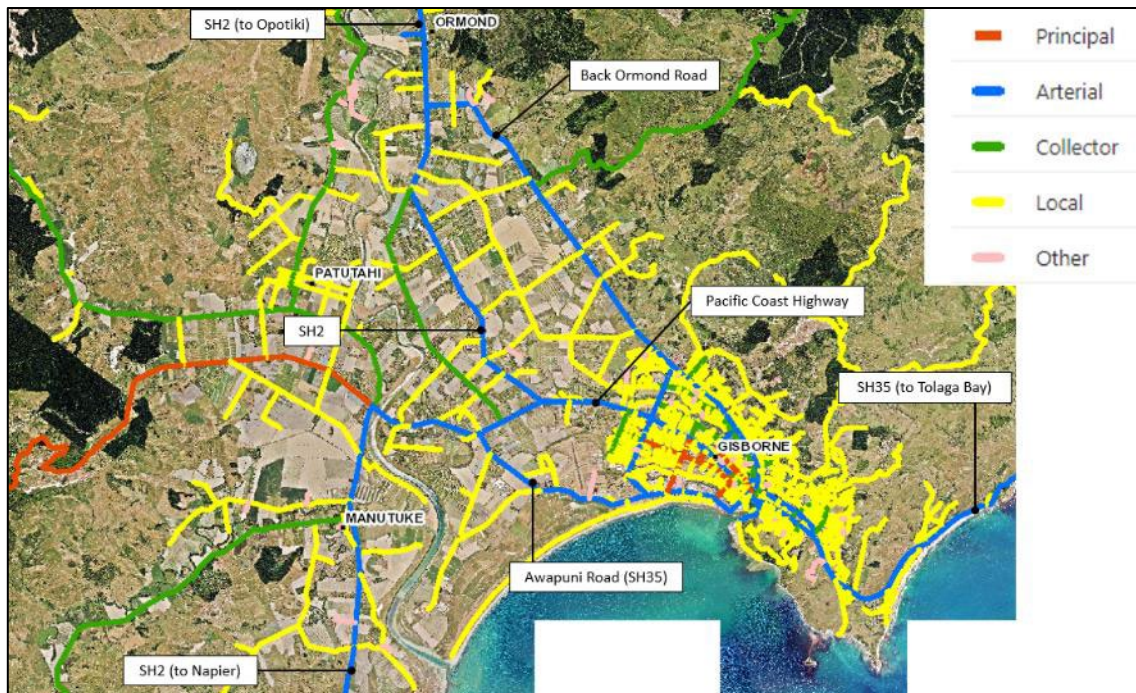 SH2 (to Opotiki)
ORMOND
Principal
Back Ormond Road
Arterial
Collector
Local
Other
PATUTAHI
Pacific Coast Highway
SH2
SH35 (to Tolaga Bay)
GISBORNE
MANUTUKE
Awapuni Road (SH35)
SH2 (to Napier)